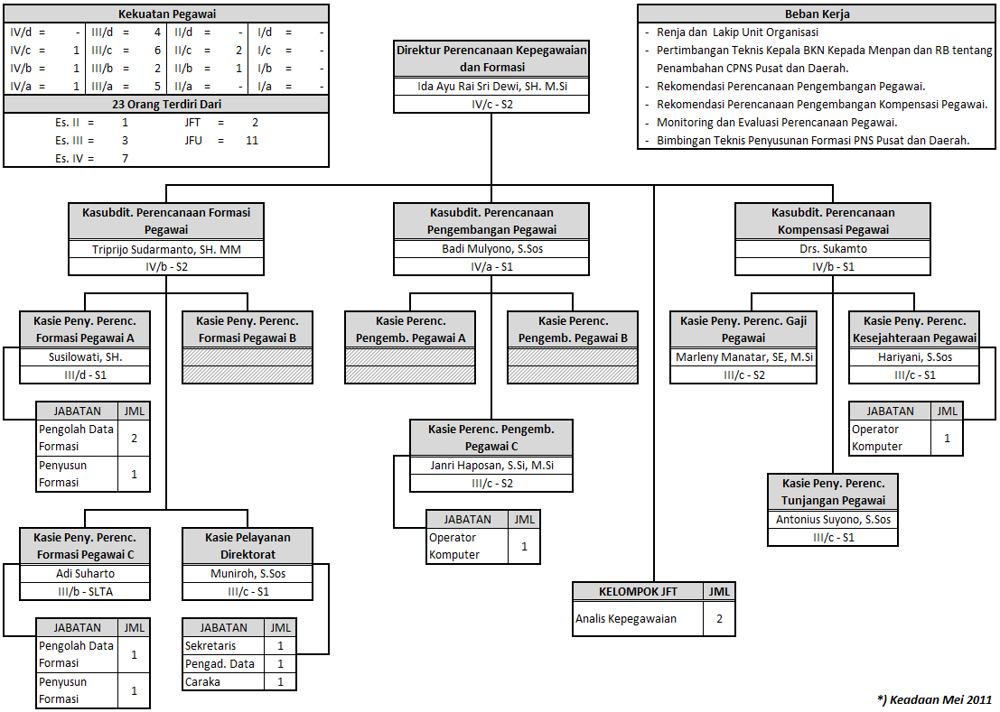 Kekuatan Pegawai
IV/d = - III/d = 4 II/d = - I/d = -
IV/c = 1 III/c = 6 II/c = 2 I/c = -
IV/b = 1 III/b = 2 II/b = 1 I/b = -
IV/a = 1 III/a = 5 II/a = - I/a = -
23 Orang Terdiri Dari
Es. II = 1 JFT = 2
Es. III = 3 JFU = 11
Es. IV = 7
Direktur Perencanaan Kepegawaian
dan Formasi
Ida Ayu Rai Sri Dewi, SH. M.Si
IV/c - S2
Beban Kerja
- Renja dan Lakip Unit Organisasi
- Pertimbangan Teknis Kepala BKN Kepada Menpan dan RB tentang
Penambahan CPNS Pusat dan Daerah.
- Rekomendasi Perencanaan Pengembangan Pegawai.
- Rekomendasi Perencanaan Pengembangan Kompensasi Pegawai.
- Monitoring dan Evaluasi Perencanaan Pegawai.
- Bimbingan Teknis Penyusunan Formasi PNS Pusat dan Daerah.
Kasubdit. Perencanaan Formasi
Pegawai
Triprijo Sudarmanto, SH. MM
IV/b - S2
Kasubdit. Perencanaan
Pengembangan Pegawai
Badi Mulyono, S.Sos
IV/a - S1
Kasubdit. Perencanaan
Kompensasi Pegawai
Drs. Sukamto
IV/b - S1
Kasie Peny. Perenc.
Formasi Pegawai A
Susilowati, SH.
III/d - S1
Kasie Peny. Perenc.
Formasi Pegawai B
Kasie Perenc.
Pengemb. Pegawai A
Kasie Perenc.
Pengemb. Pegawai B
Kasie Peny. Perenc. Gaji
Pegawai
Marleny Manatar, SE, M.Si
III/c - S2
Kasie Peny. Perenc.
Kesejahteraan Pegawai
Hariyani, S.Sos
III/c - S1
JABATAN JML
Pengolah Data
Formasi 2
Penyusun
Formasi 1
Kasie Perenc. Pengemb.
Pegawai C
Janri Haposan, S.Si, M.Si
III/c - S2
JABATAN JML
Operator
Komputer 1
JABATAN JML
Operator
Komputer 1
Kasie Peny. Perenc.
Tunjangan Pegawai
Antonius Suyono, S.Sos
III/c - S1
Kasie Peny. Perenc.
Formasi Pegawai C
Adi Suharto
III/b - SLTA
Kasie Pelayanan
Direktorat
Muniroh, S.Sos
III/c - S1
JABATAN JML
Pengolah Data
Formasi 1
Penyusun
Formasi 1
JABATAN JML
Sekretaris 1
Pengad. Data 1
Caraka 1
KELOMPOK JFT JML
Analis Kepegawaian 2
*) Keadaan Mei 2011